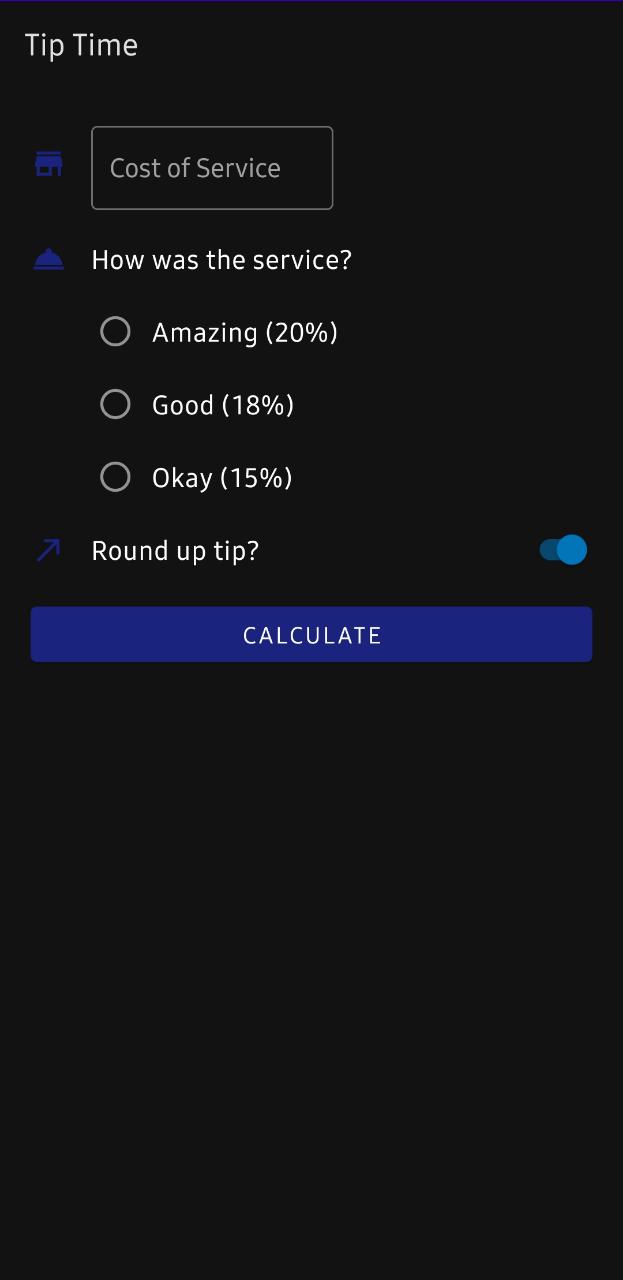 Tip Time
Cost of Service
How was the service?
Amazing (20%)
Good (18%)
Okay (15%)
Round up tip?
CALCULATE